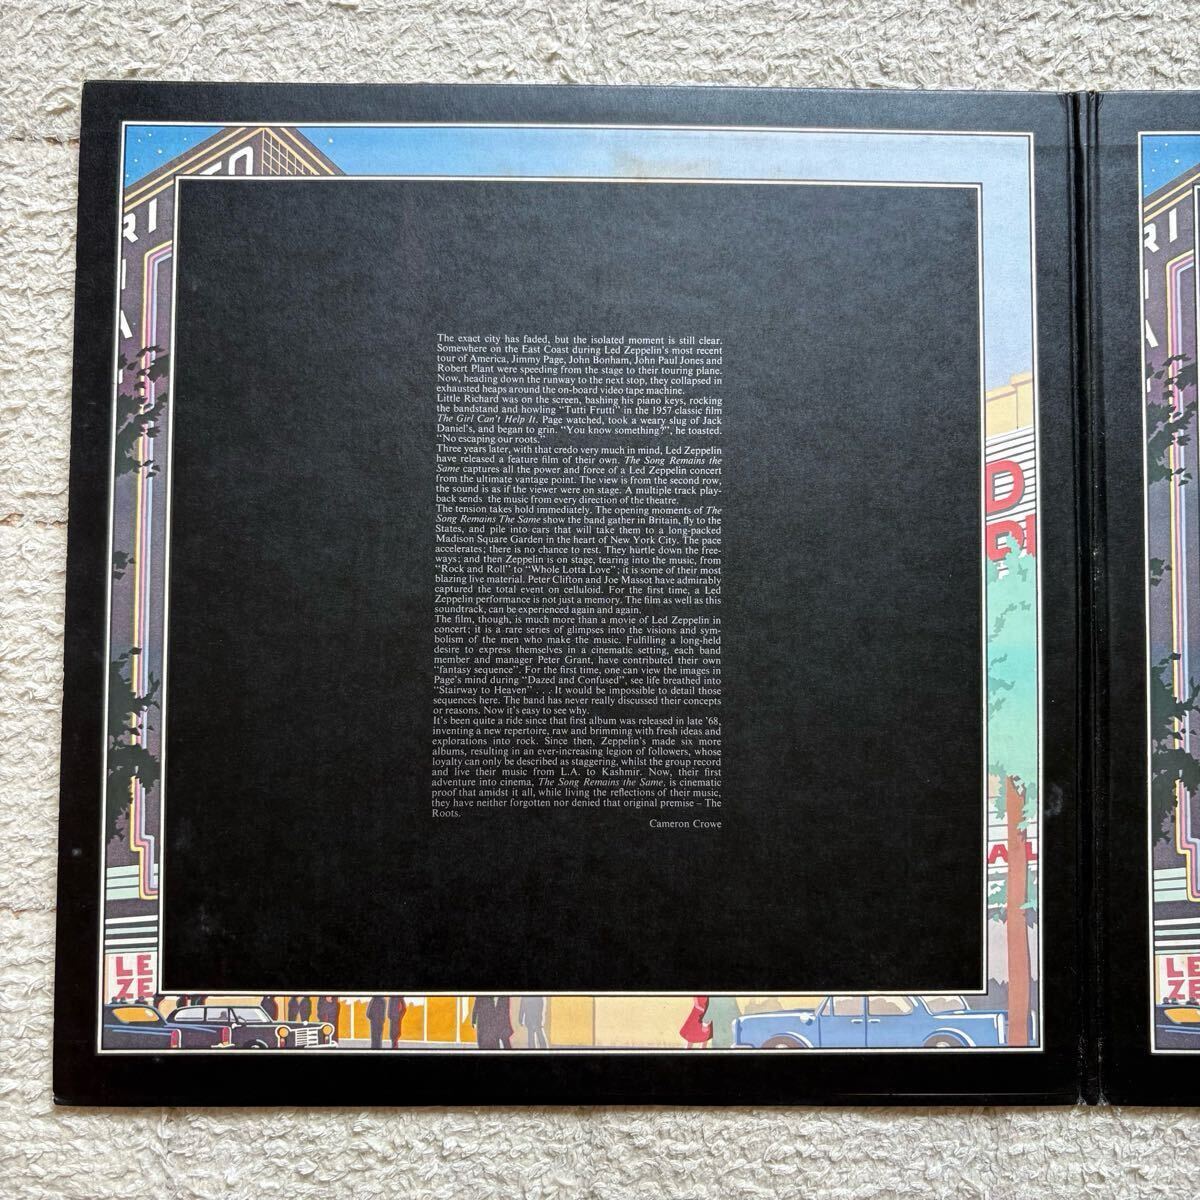 The exact city has faded, but the isolated moment is still clear.
Somewhere on the East Coast during Led Zeppelin's most recent
tour of America, Jimmy Page, John Bonham, John Paul Jones and
Robert Plant were speeding from the stage to their touring plane.
Now, heading down the runway to the next stop, they collapsed in
exhausted heaps around the on-board video tape machine.
Little Richard was on the screen, bashing his piano keys, rocking
the bandstand and howling "Tutti Frutti" in the 1957 classic film
The Girl Can't Help It. Page watched, took a weary slug of Jack
Daniel's, and began to grin. "You know something?", he toasted.
"No escaping our roots."
Three years later, with that credo very much in mind, Led Zeppelin
have released a feature film of their own. The Song Remains the
Same captures all the power and force of a Led Zeppelin concert
from the ultimate vantage point. The view is from the second row,
the sound is as if the viewer were on stage. A multiple track play-
back sends the music from every direction of the theatre.
The tension takes hold immediately. The opening moments of The
Song Remains The Same show the band gather in Britain, fly to the
States, and pile into cars that will take them to a long-packed
Madison Square Garden in the heart of New York City. The pace
accelerates; there is no chance to rest. They hurtle down the free-
ways; and then Zeppelin is on stage, tearing into the music, from
"Rock and Roll" to "Whole Lotta Love"; it is some of their most
blazing live material. Peter Clifton and Joe Massot have admirably
captured the total event on celluloid. For the first time, a Led
Zeppelin performance is not just a memory. The film as well as this
soundtrack, can be experienced again and again.
The film, though, is much more than a movie of Led Zeppelin in
concert; it is a rare series of glimpses into the visions and sym-
bolism of the men who make the music. Fulfilling a long-held
desire to express themselves in a cinematic setting, each band
member and manager Peter Grant, have contributed their own
"fantasy sequence". For the first time, one can view the images in
Page's mind during "Dazed and Confused", see life breathed into
"Stairway to Heaven" . . . It would be impossible to detail those
sequences here. The band has never really discussed their concepts
or reasons. Now it's easy to see why.
It's been quite a ride since that first album was released in late '68,
inventing a new repertoire, raw and brimming with fresh ideas and
explorations into rock. Since then, Zeppelin's made six more
albums, resulting in an ever-increasing legion of followers, whose
loyalty can only be described as staggering, whilst the group record
and live their music from L.A. to Kashmir. Now, their first
adventure into cinema, The Song Remains the Same, is cinematic
proof that amidst it all, while living the reflections of their music,
they have neither forgotten nor denied that original premise – The
Roots.
Cameron Crowe
LE
ZE
LE
ZE